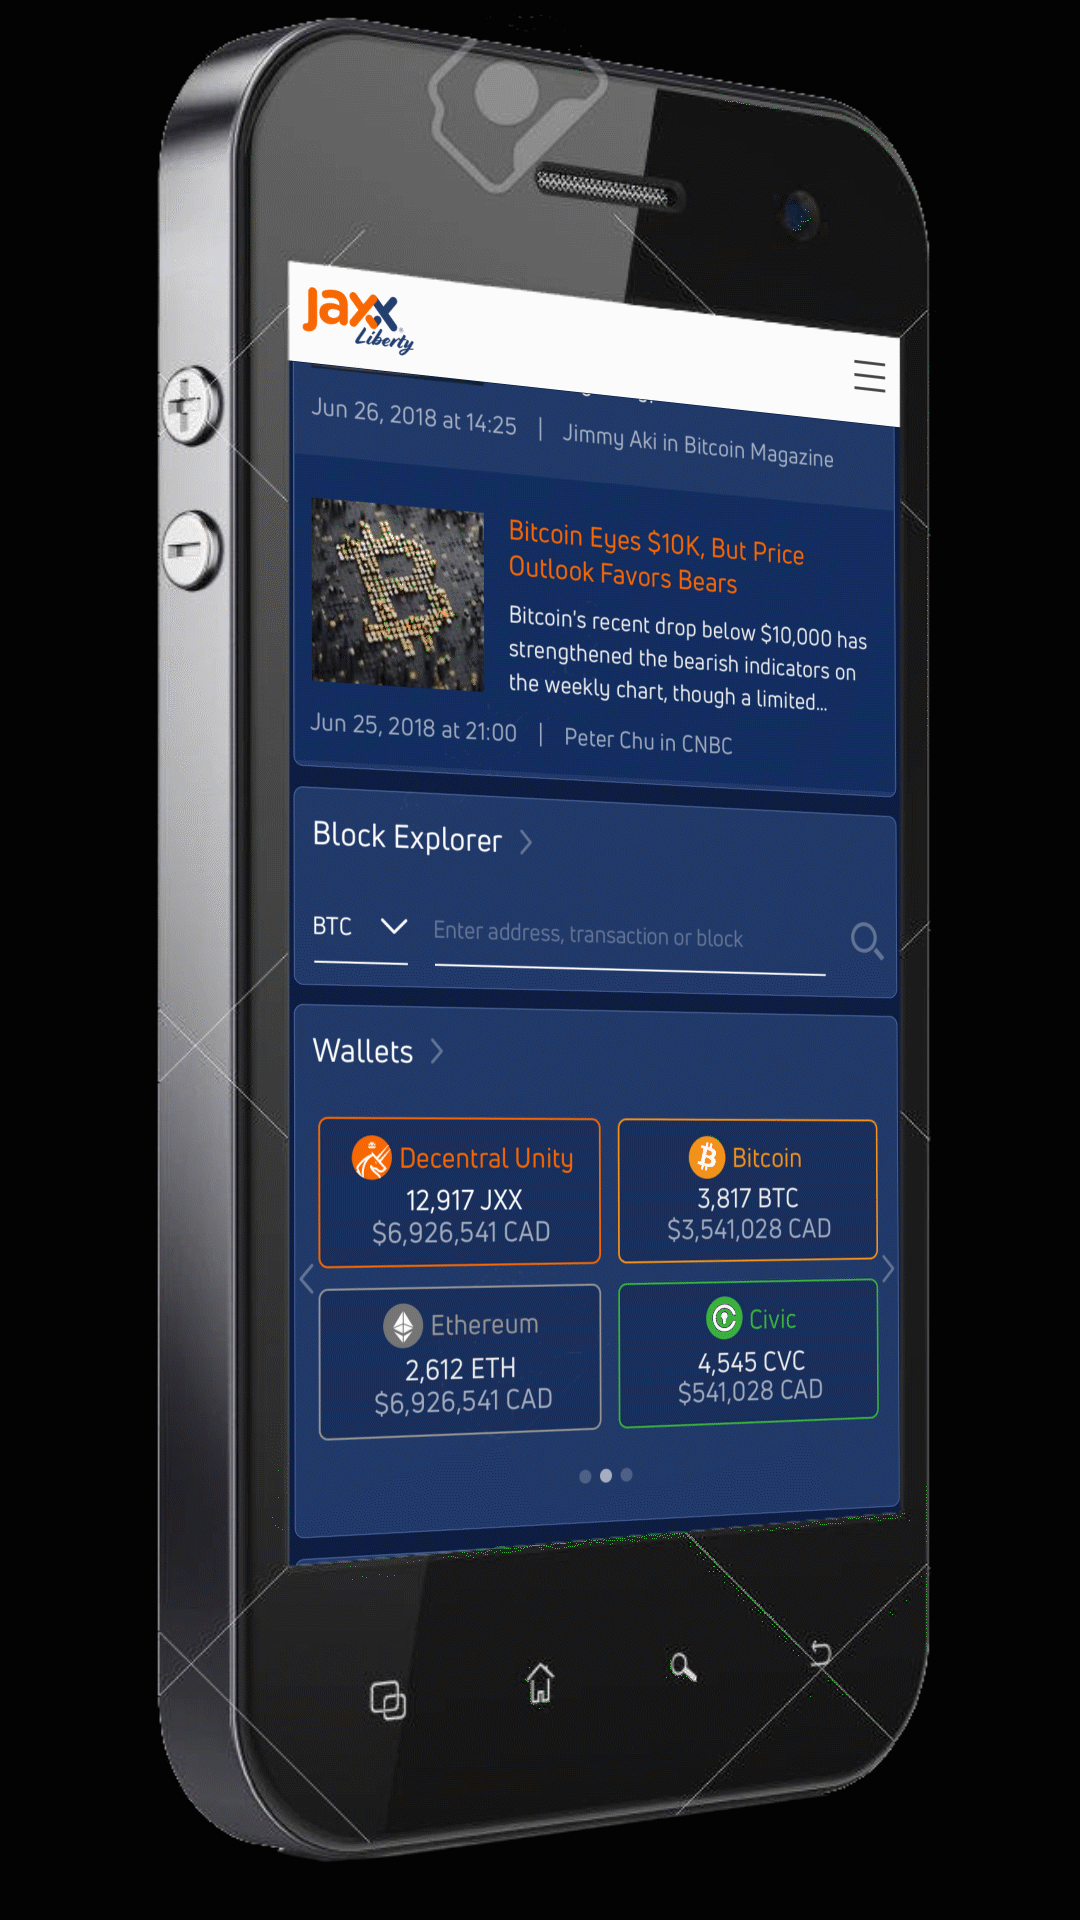 Jaxx
Liberty
Jun 26, 2018 at 14:25 | Jimmy Aki in Bitcoin Magazine
Bitcoin Eyes $10K, But Price
Outlook Favors Bears
Bitcoin's recent drop below $10,000 has
strengthened the bearish indicators on
the weekly chart, though a limited...
Jun 25, 2018 at 21:00 | Peter Chu in CNBC
Block Explorer
BTC
Enter address, transaction or block
Wallets
Decentral Unity
12,917 JXX
$6,926,541 CAD
Bitcoin
3,817 BTC
$3,541,028 CAD
Ethereum
2,612 ETH
$6,926,541 CAD
Civic
4,545 CVC
$541,028 CAD